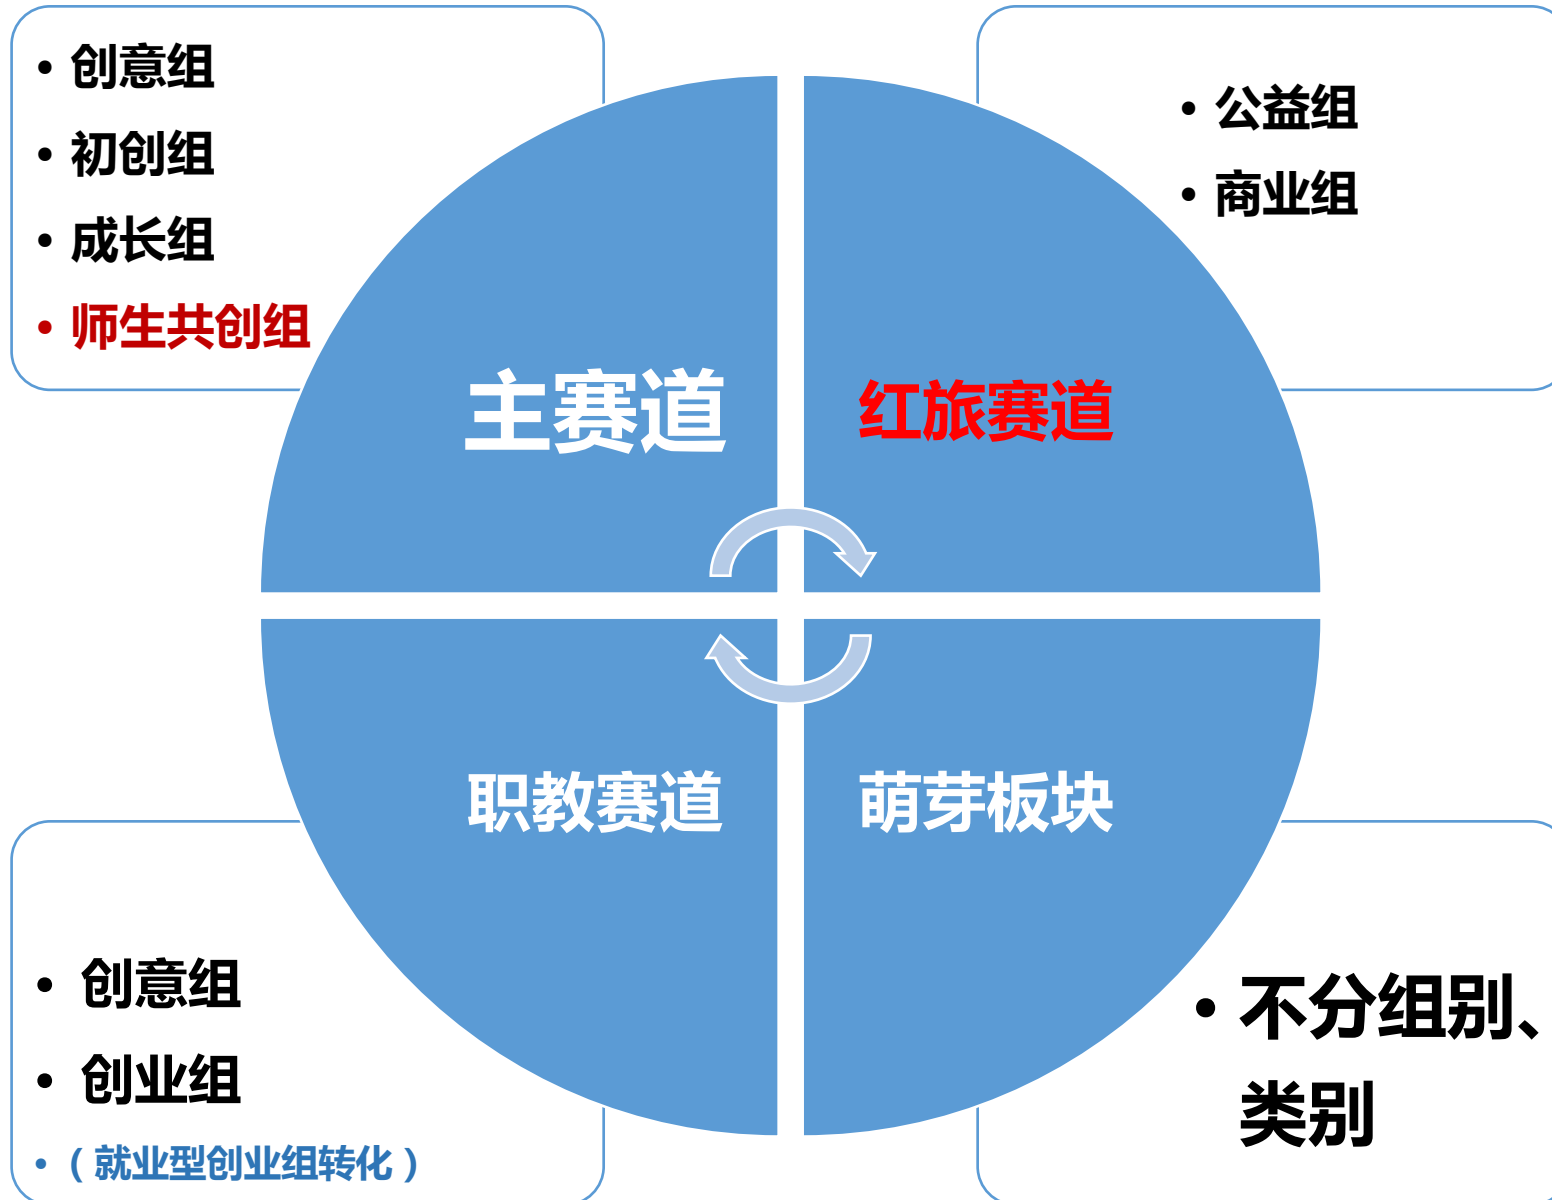 • 创意组
• 初创组
• 成长组
• 师生共创组
• 公益组
• 商业组
主赛道
红旅赛道
职教赛道
萌芽板块
• 创意组
• 创业组
• （就业型创业组转化）
• 不分组别、
类别